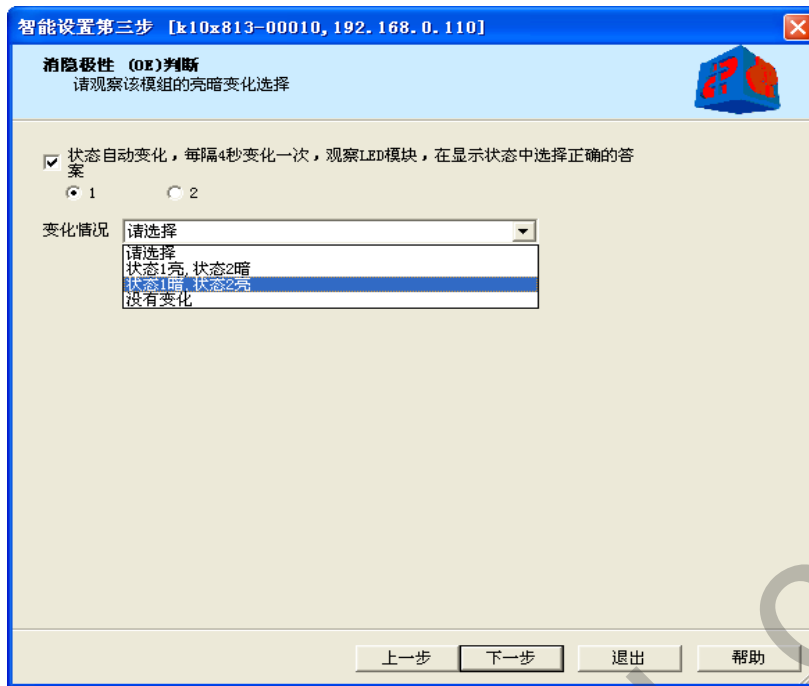 智能设置第三步 [k10x813-00010, 192.168.0.110]
消隐极性 (OE)判断
请观察该模组的亮暗变化选择
状态自动变化，每隔4秒变化一次，观察LED模块，在显示状态中选择正确的答
案
1 2
变化情况 请选择
请选择
状态1亮,状态2暗
状态1暗,状态2亮
没有变化
上一步 下一步 退出 帮助